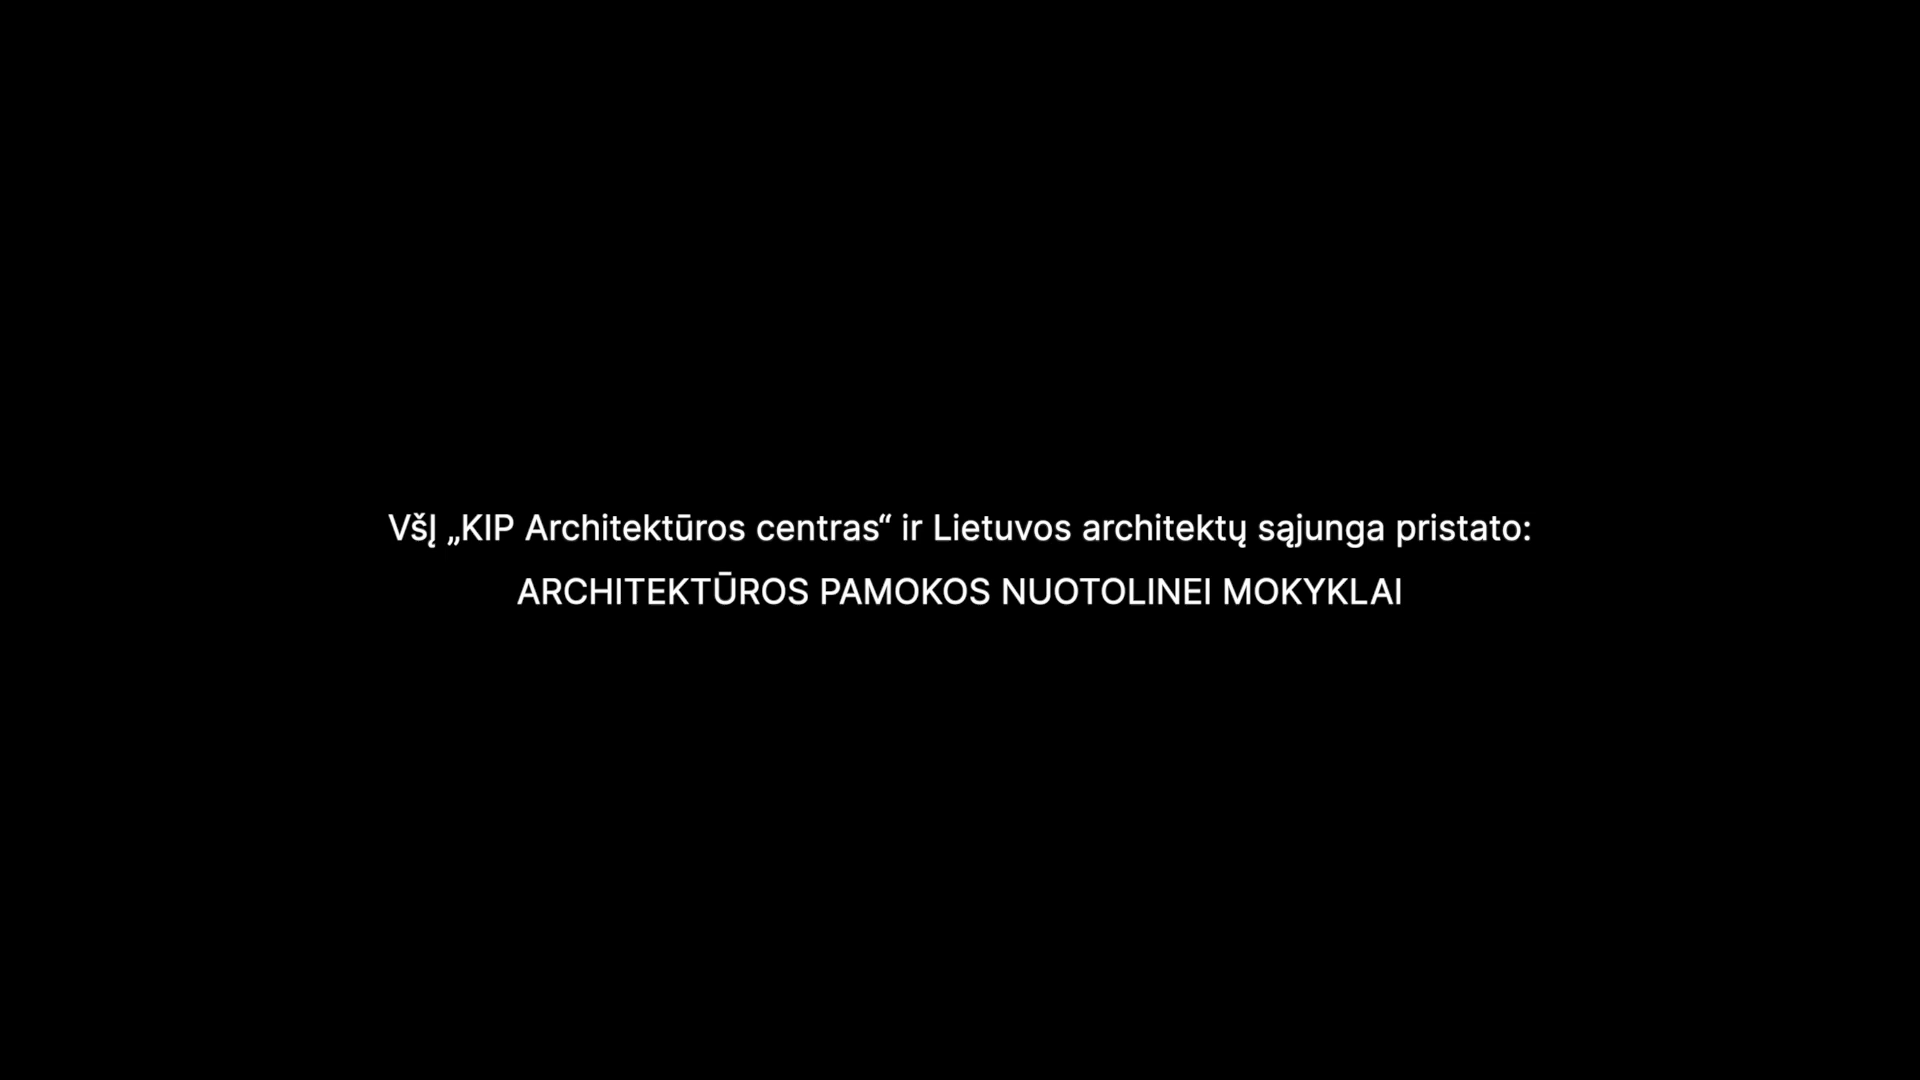 VšĮ „KIP Architektūros centras“ ir Lietuvos architektų sąjunga pristato:
ARCHITEKTŪROS PAMOKOS NUOTOLINEI MOKYKLAI